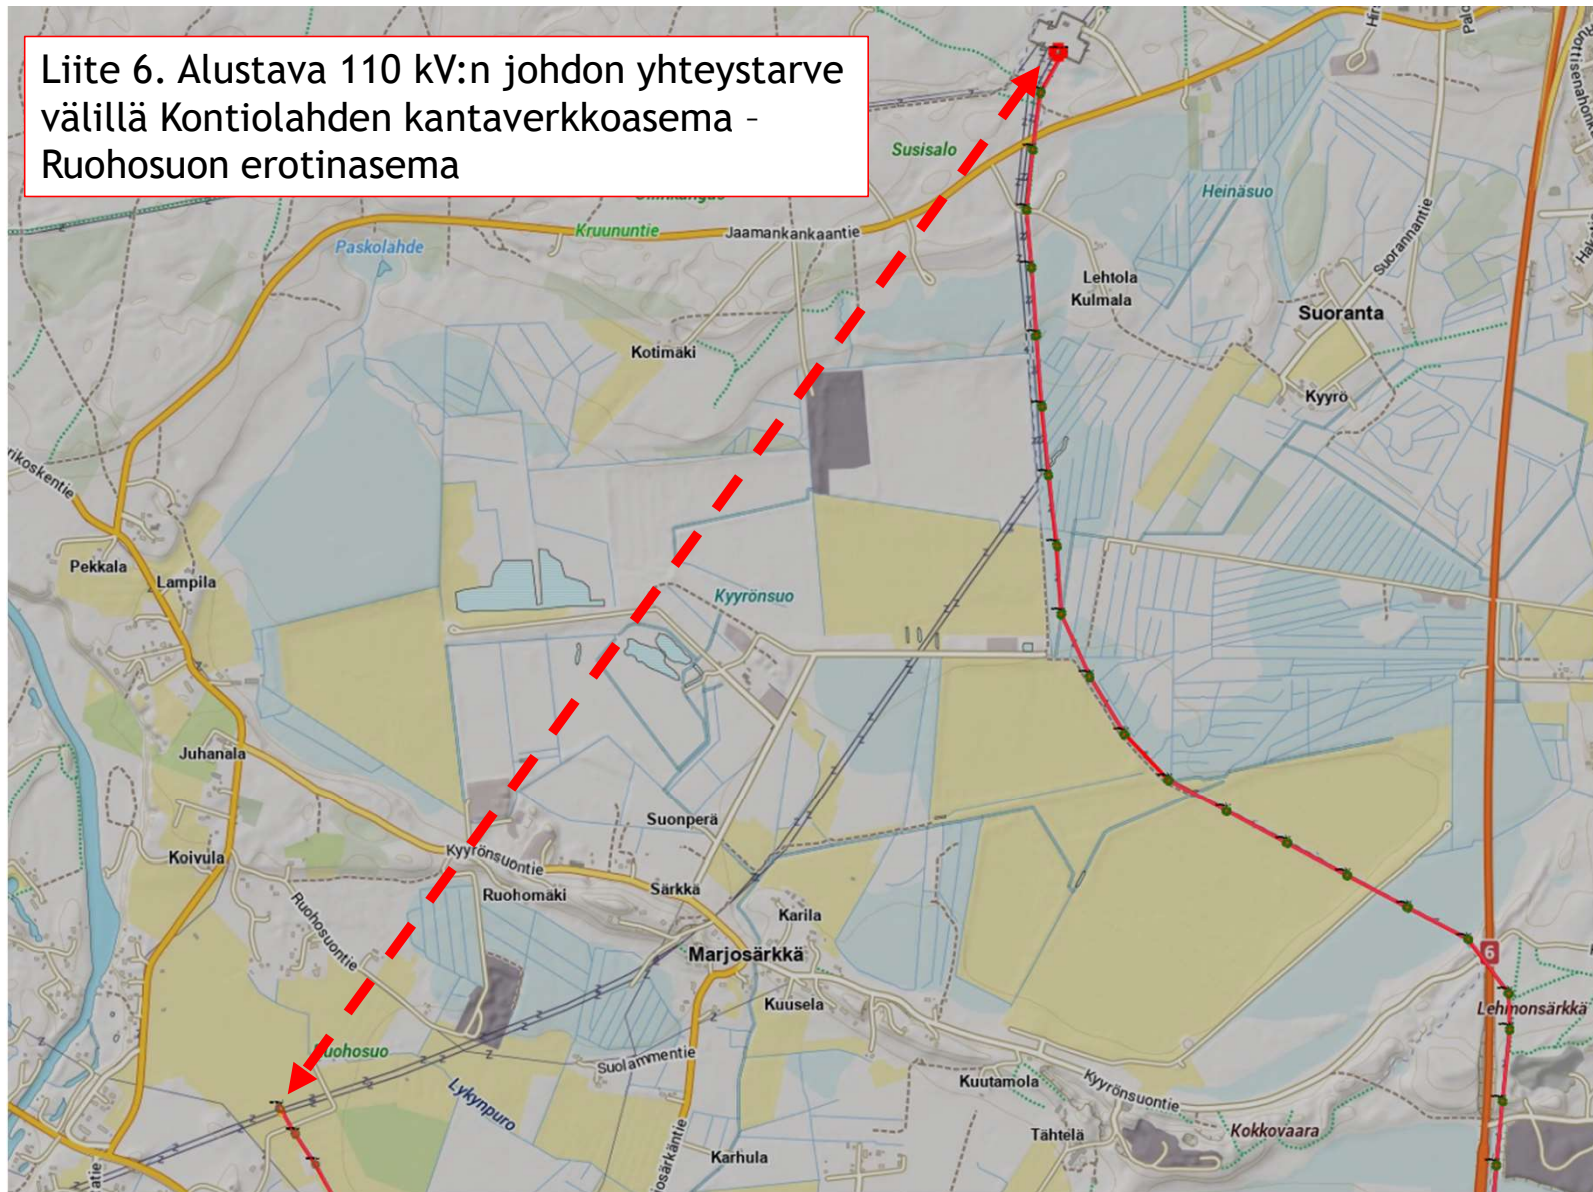 Liite 6. Alustava 110 kV:n johdon yhteystarve
välillä Kontiolahden kantaverkkoasema –
Ruohosuon erotinasema
Susisalo
Heinäsuo
Kruununtie
Jaamankankaantie
Paskolahde
Suorannantie
Lehtola
Kulmala
Suoranta
Kotimäki
Kyyrö
Pekkala
Lampila
Kyyrönsuo
Juhanala
Suonperä
Koivula
Kyyrönsuontie
Ruohomäki
Särkkä
Karila
Ruohosuontie
Marjosärkkä
6
Kuusela
Lehmonsärkkä
Suolammentie
Lykynpuro
Kuutamola
Kyyrönsuontie
Kokkovaara
Tähtelä
Karhula